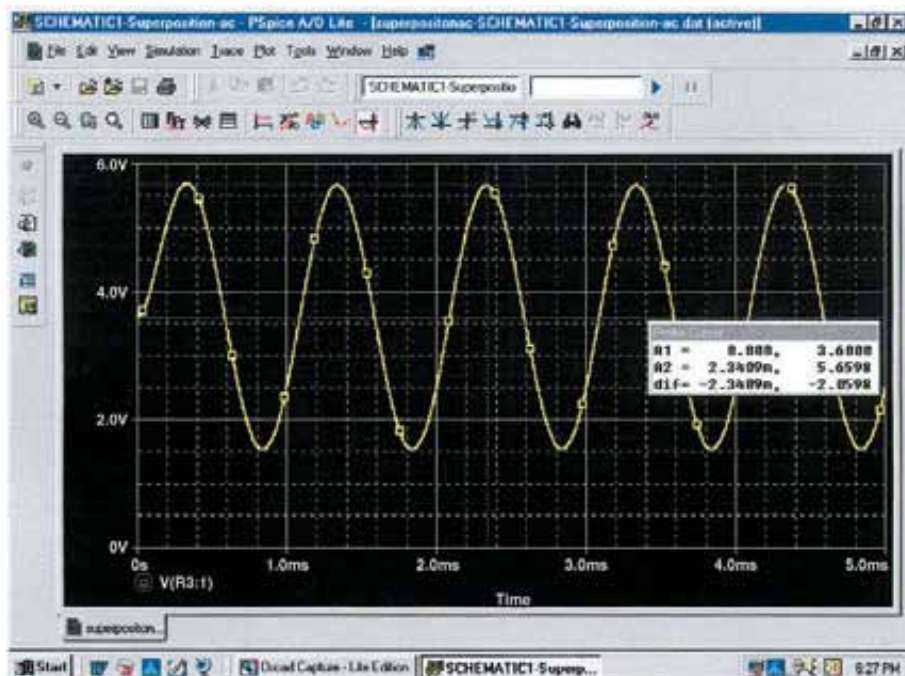 SCHEMATIC1-Superposition-ac - PSpice A/D Lite - [superpositonac-SCHEMATIC1-Superposition-ac.dat (active)]
File Edit View Simulation Trace Plot Tools Window Help
SCHEMATIC1-Superpositio
6.0V
4.0V
2.0V
0V
Probe Cursor
A1 = 0.000, 3.6000
A2 = 2.3409m, 5.6598
dif= -2.3409m, -2.0598
0s 1.0ms 2.0ms 3.0ms 4.0ms 5.0ms
V(R3:1)
Time
superposition...
Start Orcad Capture - Lite Edition SCHEMATIC1-Superp... 6:27 PM